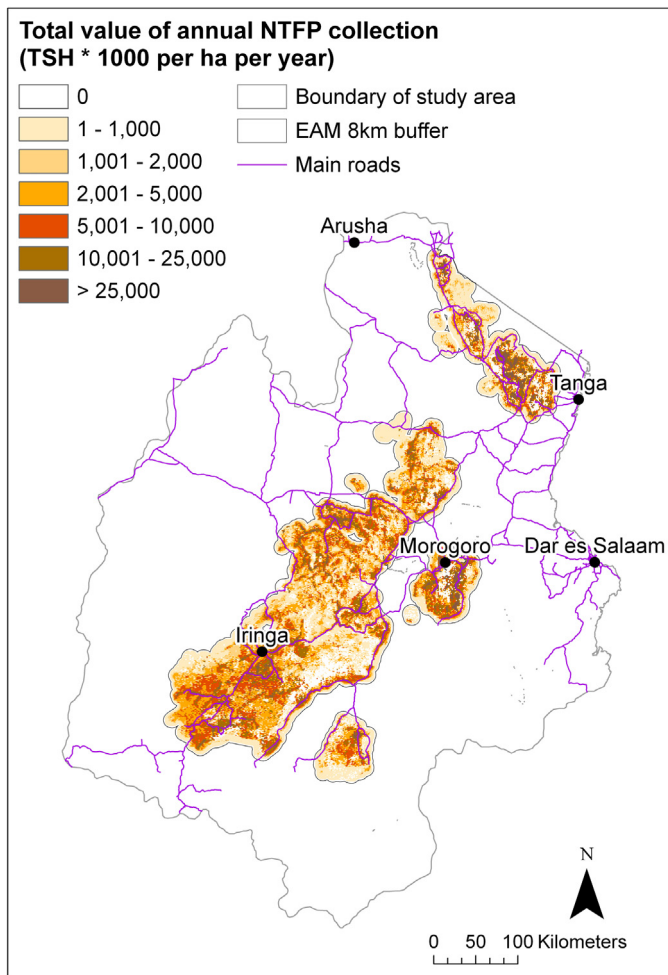 Total value of annual NTFP collection
(TSH * 1000 per ha per year)
0
1 - 1,000
1,001 - 2,000
2,001 - 5,000
5,001 - 10,000
10,001 - 25,000
> 25,000
Boundary of study area
EAM 8km buffer
Main roads
Arusha
Tanga
Morogoro
Dar es Salaam
Iringa
N
0 50 100 Kilometers